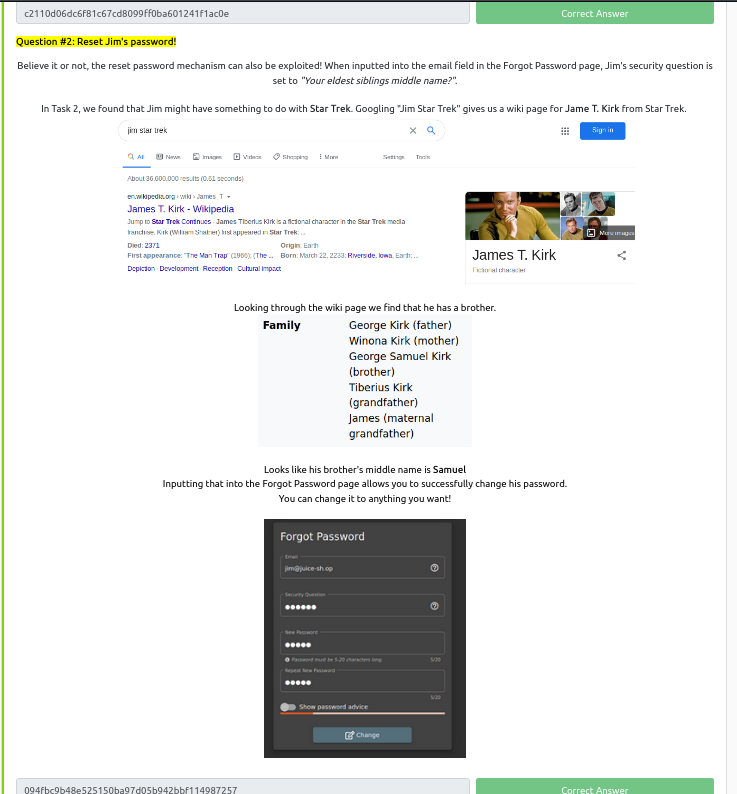 c2110d06dc6f81c67cd8099ff0ba601241f1ac0e
Correct Answer
Question #2: Reset Jim's password!
Believe it or not, the reset password mechanism can also be exploited! When inputted into the email field in the Forgot Password page, Jim's security question is
set to "Your eldest siblings middle name?".
In Task 2, we found that Jim might have something to do with Star Trek. Googling "Jim Star Trek" gives us a wiki page for Jame T. Kirk from Star Trek.
jim star trek
Sign in
All
News
Images
Videos
Shopping
More
Settings
Tools
About 36,600,000 results (0.61 seconds)
en.wikipedia.org › wiki › James_T
James T. Kirk - Wikipedia
Jump to Star Trek Continues - James Tiberius Kirk is a fictional character in the Star Trek media
franchise. Kirk (William Shatner) first appeared in Star Trek: ...
Died: 2371
Origin: Earth
First appearance: "The Man Trap" (1966); (The ...
Born: March 22, 2233; Riverside, Iowa, Earth; ...
Depiction · Development · Reception · Cultural impact
More images
James T. Kirk
Fictional character
Looking through the wiki page we find that he has a brother.
Family
George Kirk (father)
Winona Kirk (mother)
George Samuel Kirk
(brother)
Tiberius Kirk
(grandfather)
James (maternal
grandfather)
Looks like his brother's middle name is Samuel
Inputting that into the Forgot Password page allows you to successfully change his password.
You can change it to anything you want!
Forgot Password
Email
jim@juice-sh.op
Security Question
●●●●●●
New Password
●●●●●
Password must be 5-20 characters long.
5/20
Repeat New Password
●●●●●
5/20
Show password advice
Change
094fbc9b48e525150ba97d05b942bbf114987257
Correct Answer